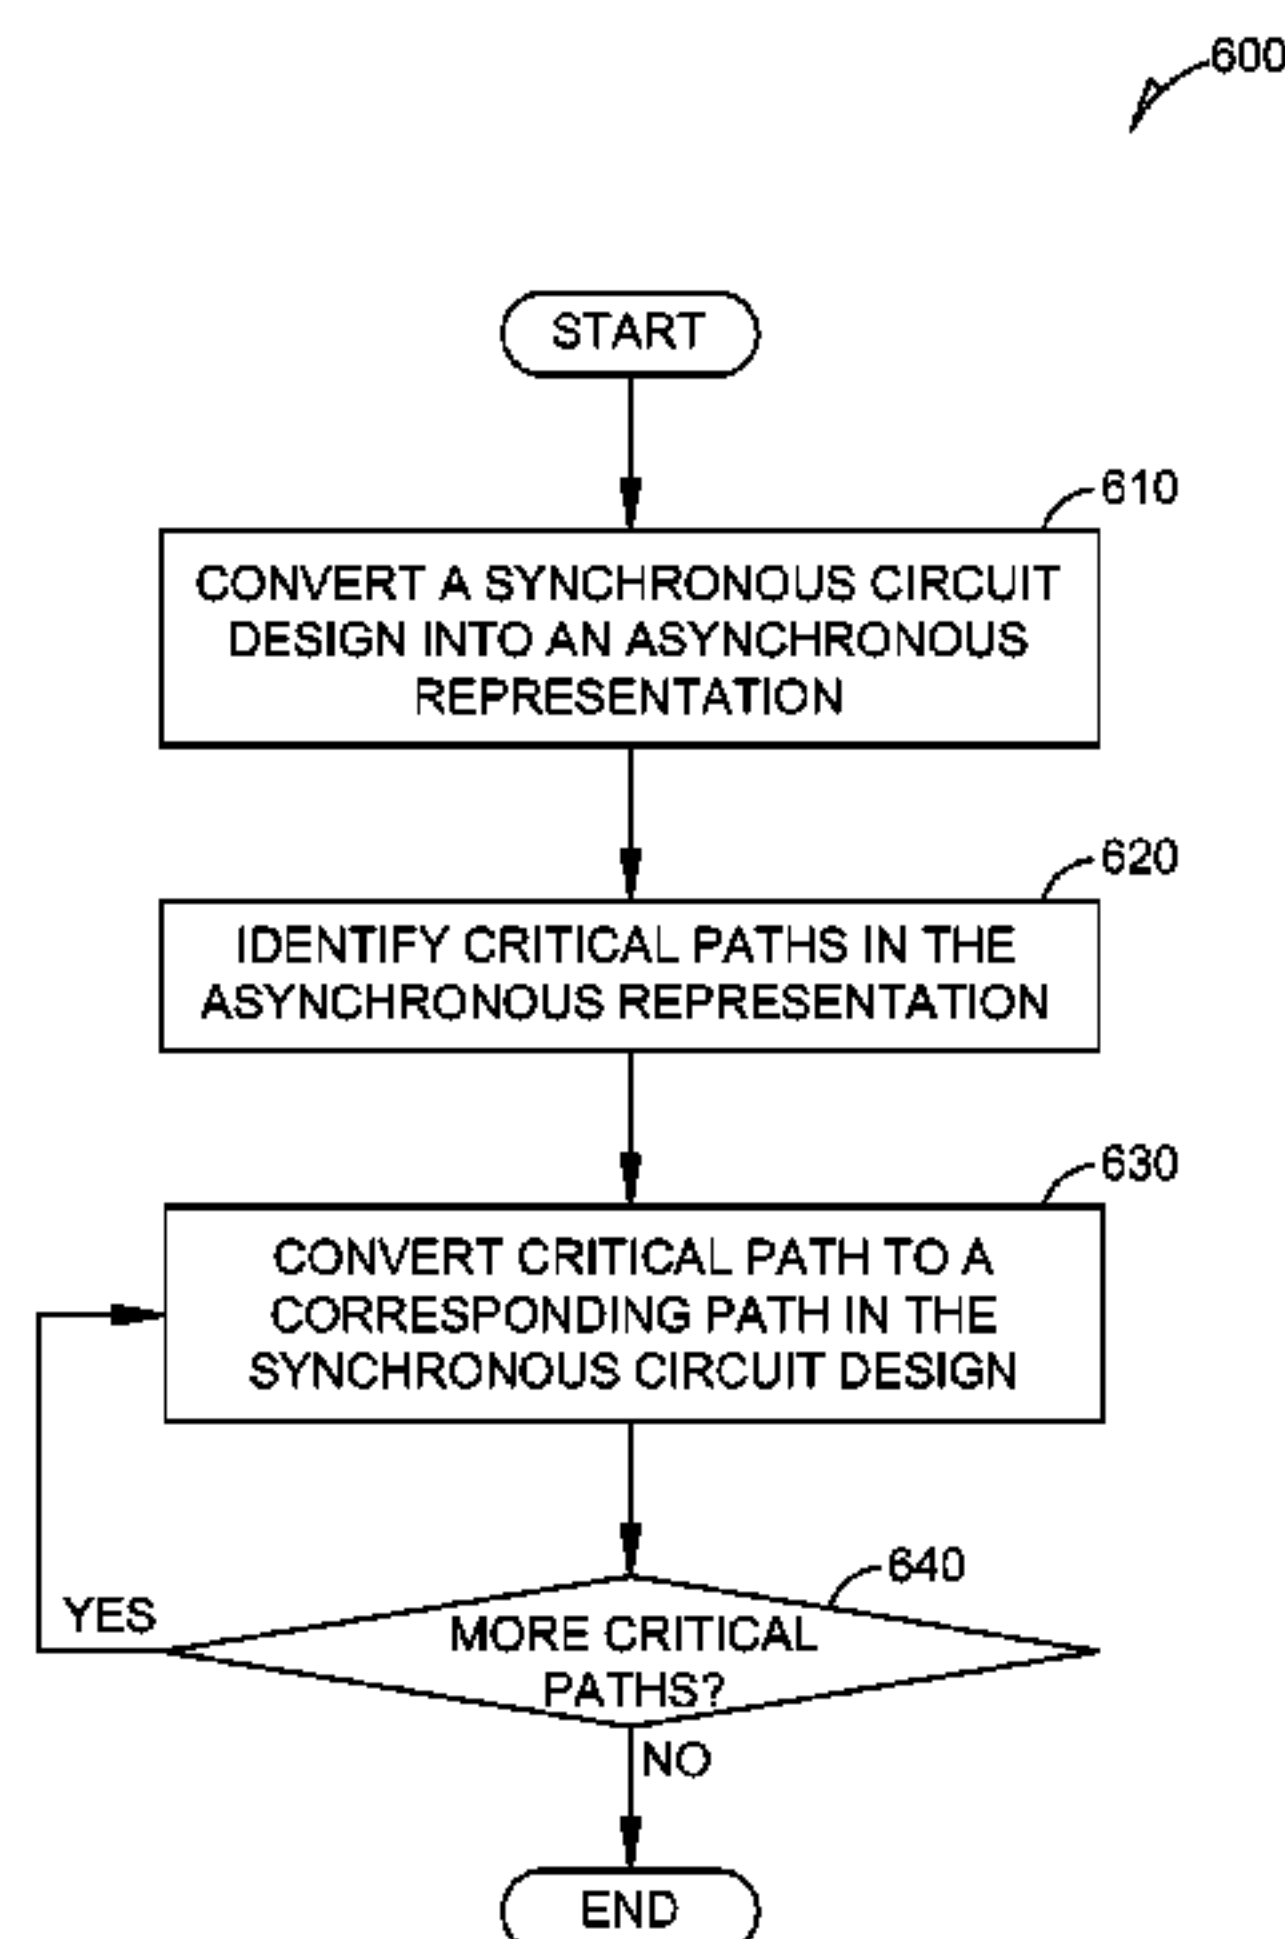 600
START
610
CONVERT A SYNCHRONOUS CIRCUIT
DESIGN INTO AN ASYNCHRONOUS
REPRESENTATION
620
IDENTIFY CRITICAL PATHS IN THE
ASYNCHRONOUS REPRESENTATION
630
CONVERT CRITICAL PATH TO A
CORRESPONDING PATH IN THE
SYNCHRONOUS CIRCUIT DESIGN
640
YES
MORE CRITICAL
PATHS?
NO
END